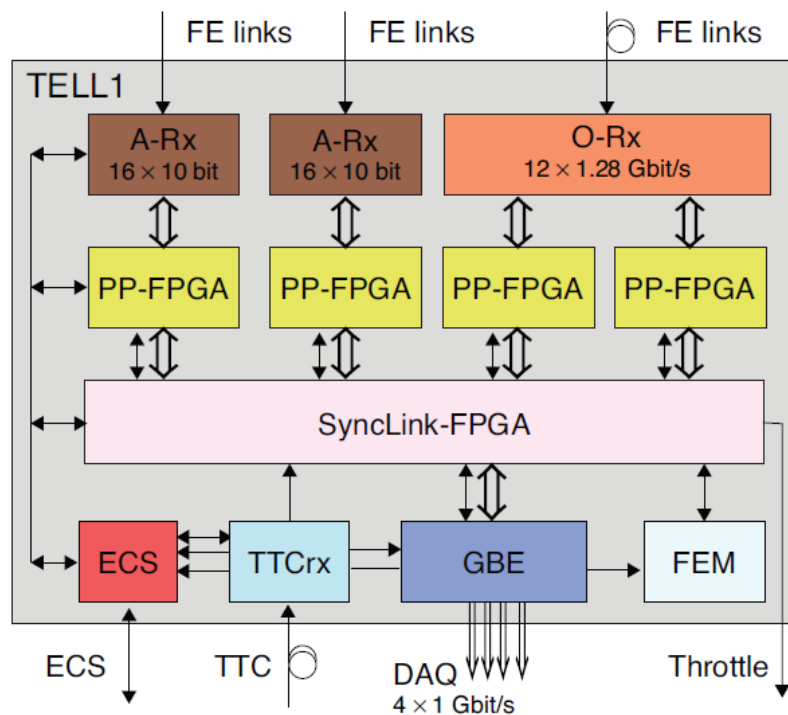 FE links
FE links
FE links
TELL1
A-Rx
16 × 10 bit
A-Rx
16 × 10 bit
O-Rx
12 × 1.28 Gbit/s
PP-FPGA
PP-FPGA
PP-FPGA
PP-FPGA
SyncLink-FPGA
ECS
TTCrx
GBE
FEM
ECS
TTC
DAQ
4 × 1 Gbit/s
Throttle